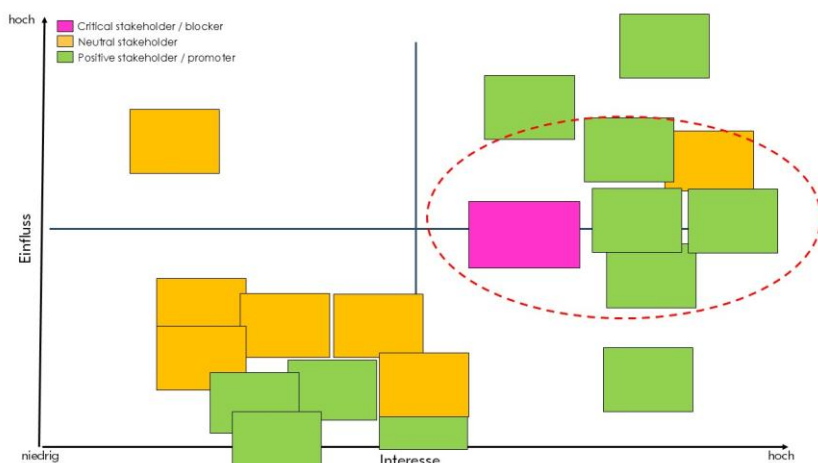 hoch
Critical stakeholder / blocker
Neutral stakeholder
Positive stakeholder / promoter
Einfluss
niedrig
Interesse
hoch